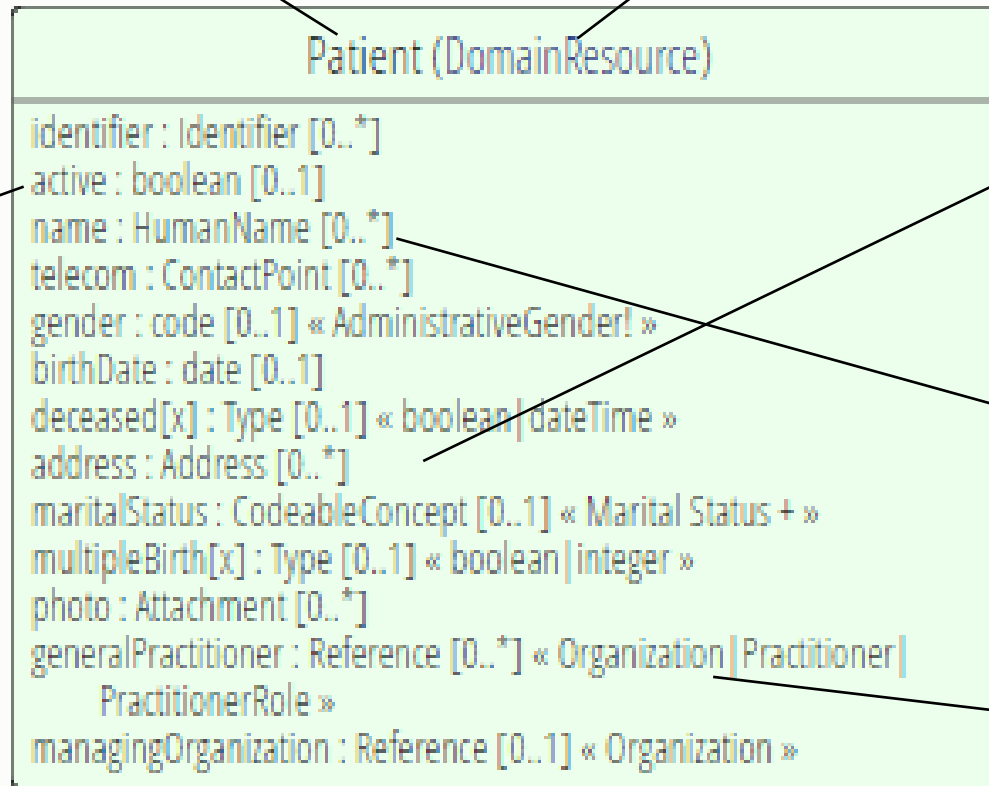 Patient (DomainResource)
identifier : Identifier [0..*]
active : boolean [0..1]
name : HumanName [0..*]
telecom : ContactPoint [0..*]
gender : code [0..1] « AdministrativeGender! »
birthDate : date [0..1]
deceased[x] : Type [0..1] « boolean|dateTime »
address : Address [0..*]
maritalStatus : CodeableConcept [0..1] « Marital Status + »
multipleBirth[x] : Type [0..1] « boolean|integer »
photo : Attachment [0..*]
generalPractitioner : Reference [0..*] « Organization|Practitioner|
PractitionerRole »
managingOrganization : Reference [0..1] « Organization »